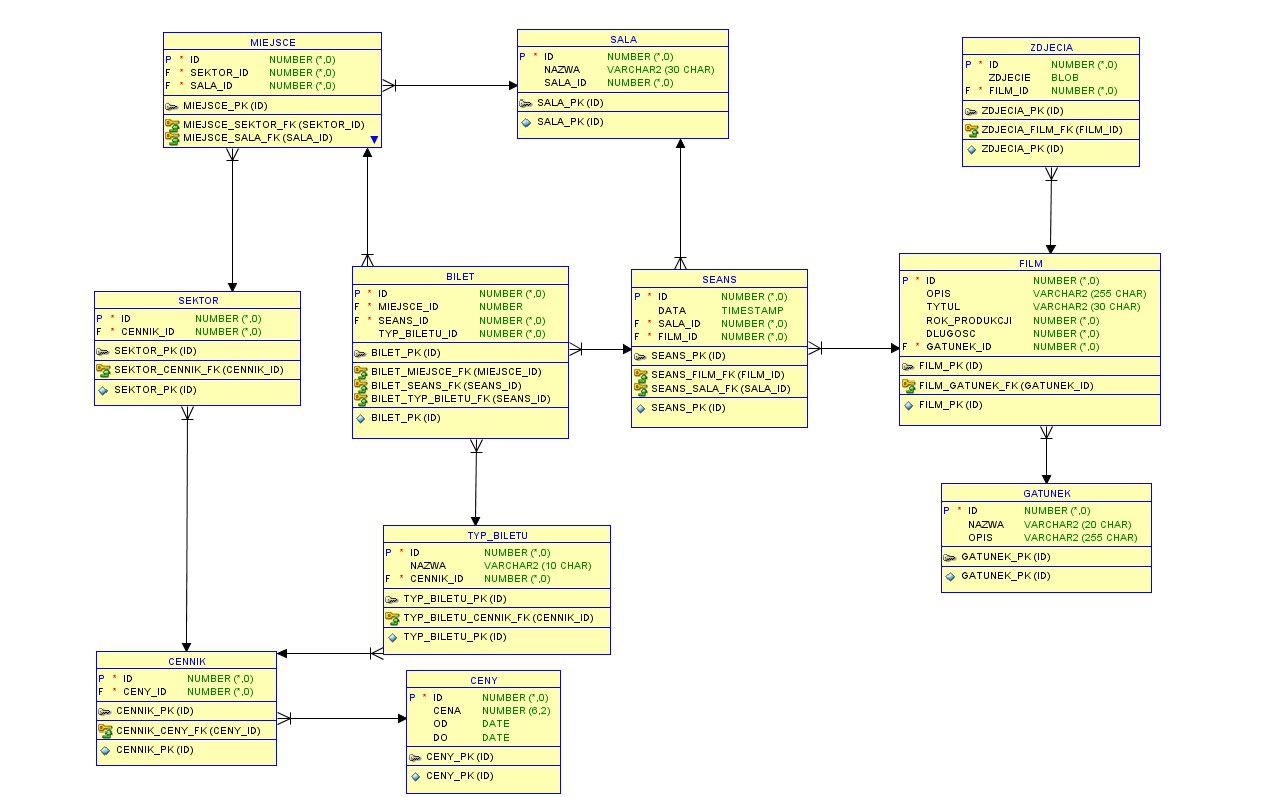 MIEJSCE
P * ID NUMBER (*,0)
F * SEKTOR_ID NUMBER (*,0)
F * SALA_ID NUMBER (*,0)
MIEJSCE_PK (ID)
MIEJSCE_SEKTOR_FK (SEKTOR_ID)
MIEJSCE_SALA_FK (SALA_ID)
SALA
P * ID NUMBER (*,0)
NAZWA VARCHAR2 (30 CHAR)
SALA_ID NUMBER (*,0)
SALA_PK (ID)
SALA_PK (ID)
ZDJECIA
P * ID NUMBER (*,0)
ZDJECIE BLOB
F * FILM_ID NUMBER (*,0)
ZDJECIA_PK (ID)
ZDJECIA_FILM_FK (FILM_ID)
ZDJECIA_PK (ID)
SEKTOR
P * ID NUMBER (*,0)
F * CENNIK_ID NUMBER (*,0)
SEKTOR_PK (ID)
SEKTOR_CENNIK_FK (CENNIK_ID)
SEKTOR_PK (ID)
BILET
P * ID NUMBER (*,0)
F * MIEJSCE_ID NUMBER
F * SEANS_ID NUMBER (*,0)
TYP_BILETU_ID NUMBER (*,0)
BILET_PK (ID)
BILET_MIEJSCE_FK (MIEJSCE_ID)
BILET_SEANS_FK (SEANS_ID)
BILET_TYP_BILETU_FK (SEANS_ID)
BILET_PK (ID)
SEANS
P * ID NUMBER (*,0)
DATA TIMESTAMP
F * SALA_ID NUMBER (*,0)
F * FILM_ID NUMBER (*,0)
SEANS_PK (ID)
SEANS_FILM_FK (FILM_ID)
SEANS_SALA_FK (SALA_ID)
SEANS_PK (ID)
FILM
P * ID NUMBER (*,0)
OPIS VARCHAR2 (255 CHAR)
TYTUL VARCHAR2 (30 CHAR)
ROK_PRODUKCJI NUMBER (*,0)
DLUGOSC NUMBER (*,0)
F * GATUNEK_ID NUMBER (*,0)
FILM_PK (ID)
FILM_GATUNEK_FK (GATUNEK_ID)
FILM_PK (ID)
GATUNEK
P * ID NUMBER (*,0)
NAZWA VARCHAR2 (20 CHAR)
OPIS VARCHAR2 (255 CHAR)
GATUNEK_PK (ID)
GATUNEK_PK (ID)
TYP_BILETU
P * ID NUMBER (*,0)
NAZWA VARCHAR2 (10 CHAR)
F * CENNIK_ID NUMBER (*,0)
TYP_BILETU_PK (ID)
TYP_BILETU_CENNIK_FK (CENNIK_ID)
TYP_BILETU_PK (ID)
CENNIK
P * ID NUMBER (*,0)
F * CENY_ID NUMBER (*,0)
CENNIK_PK (ID)
CENNIK_CENY_FK (CENY_ID)
CENNIK_PK (ID)
CENY
P * ID NUMBER (*,0)
CENA NUMBER (6,2)
OD DATE
DO DATE
CENY_PK (ID)
CENY_PK (ID)